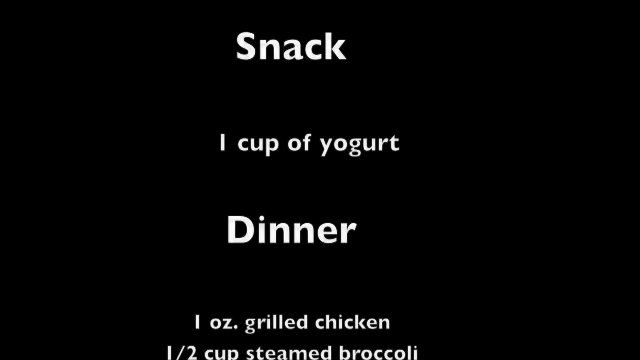 Snack
1 cup of yogurt
Dinner
1 oz. grilled chicken
1/2 cup steamed broccoli